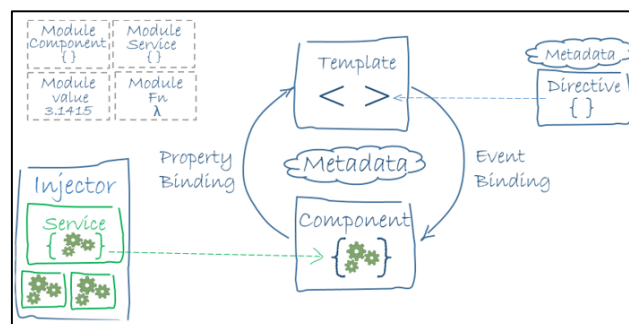 Module
Component
{ }
Module
Service
{ }
Module
value
3.1415
Module
Fn
λ
Template
< >
Metadata
Directive
{ }
Property
Binding
Metadata
Event
Binding
Component
{ }
Injector
Service
{ }